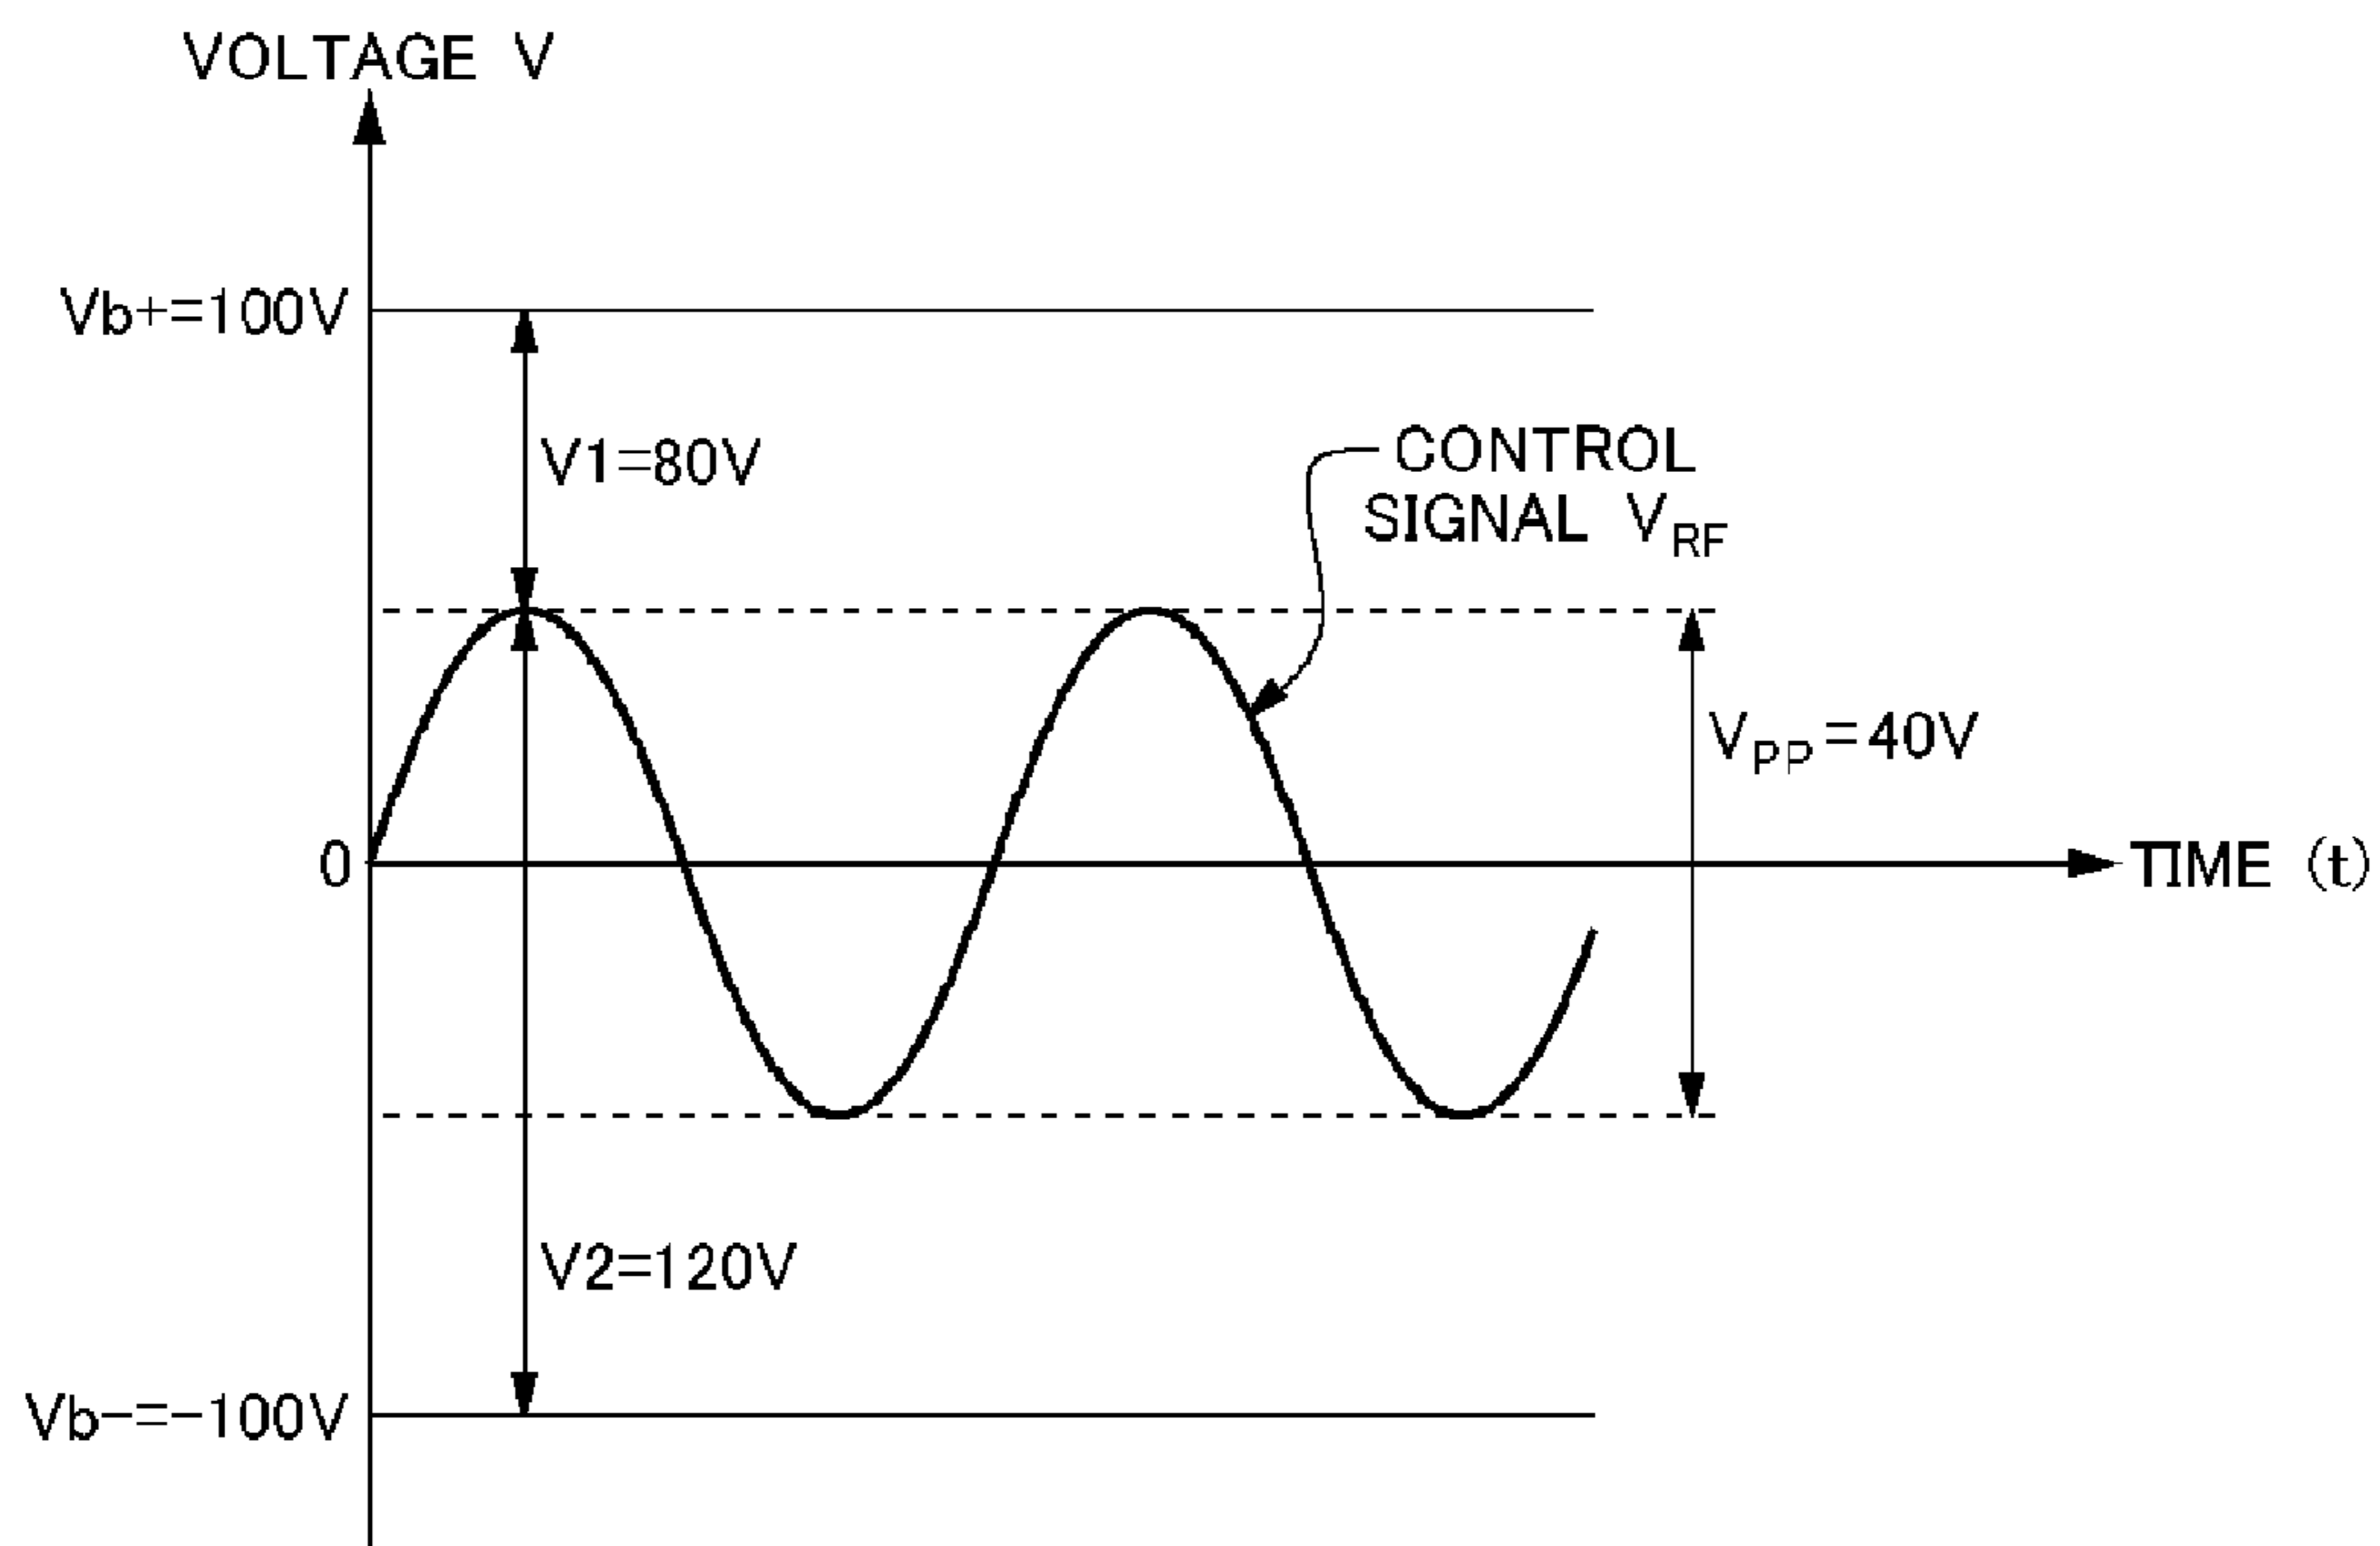 VOLTAGE V
Vb+=100V
V1=80V
CONTROL
SIGNAL VRF
VPP=40V
0
TIME (t)
V2=120V
Vb-=-100V